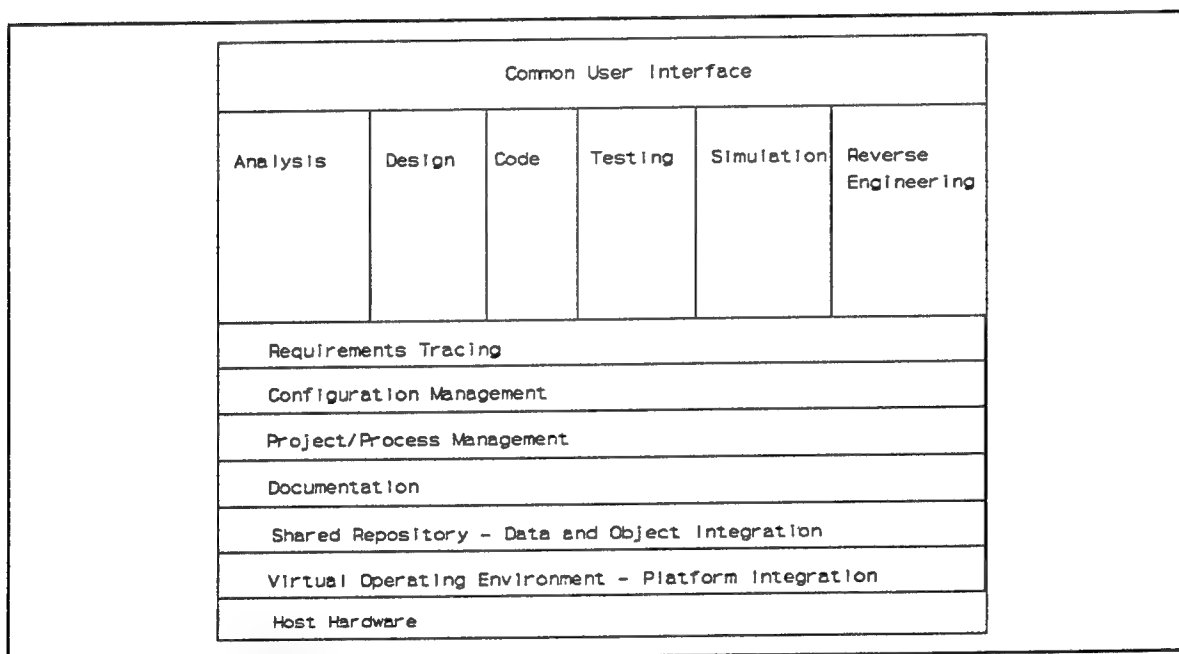 Common User Interface
Analysis
Design
Code
Testing
Simulation
Reverse
Engineering
Requirements Tracing
Configuration Management
Project/Process Management
Documentation
Shared Repository - Data and Object Integration
Virtual Operating Environment - Platform Integration
Host Hardware